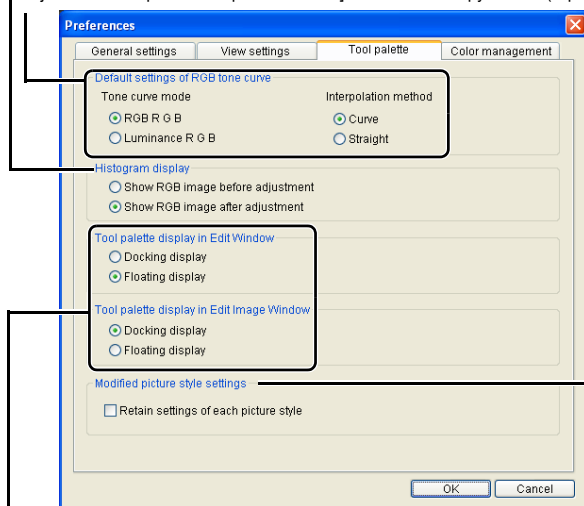 Preferences
General settings View settings Tool palette Color management
Default settings of RGB tone curve
Tone curve mode Interpolation method
RGB R G B Curve
Luminance R G B Straight
Histogram display
Show RGB image before adjustment
Show RGB image after adjustment
Tool palette display in Edit Window
Docking display
Floating display
Tool palette display in Edit Image Window
Docking display
Floating display
Modified picture style settings
Retain settings of each picture style
OK Cancel